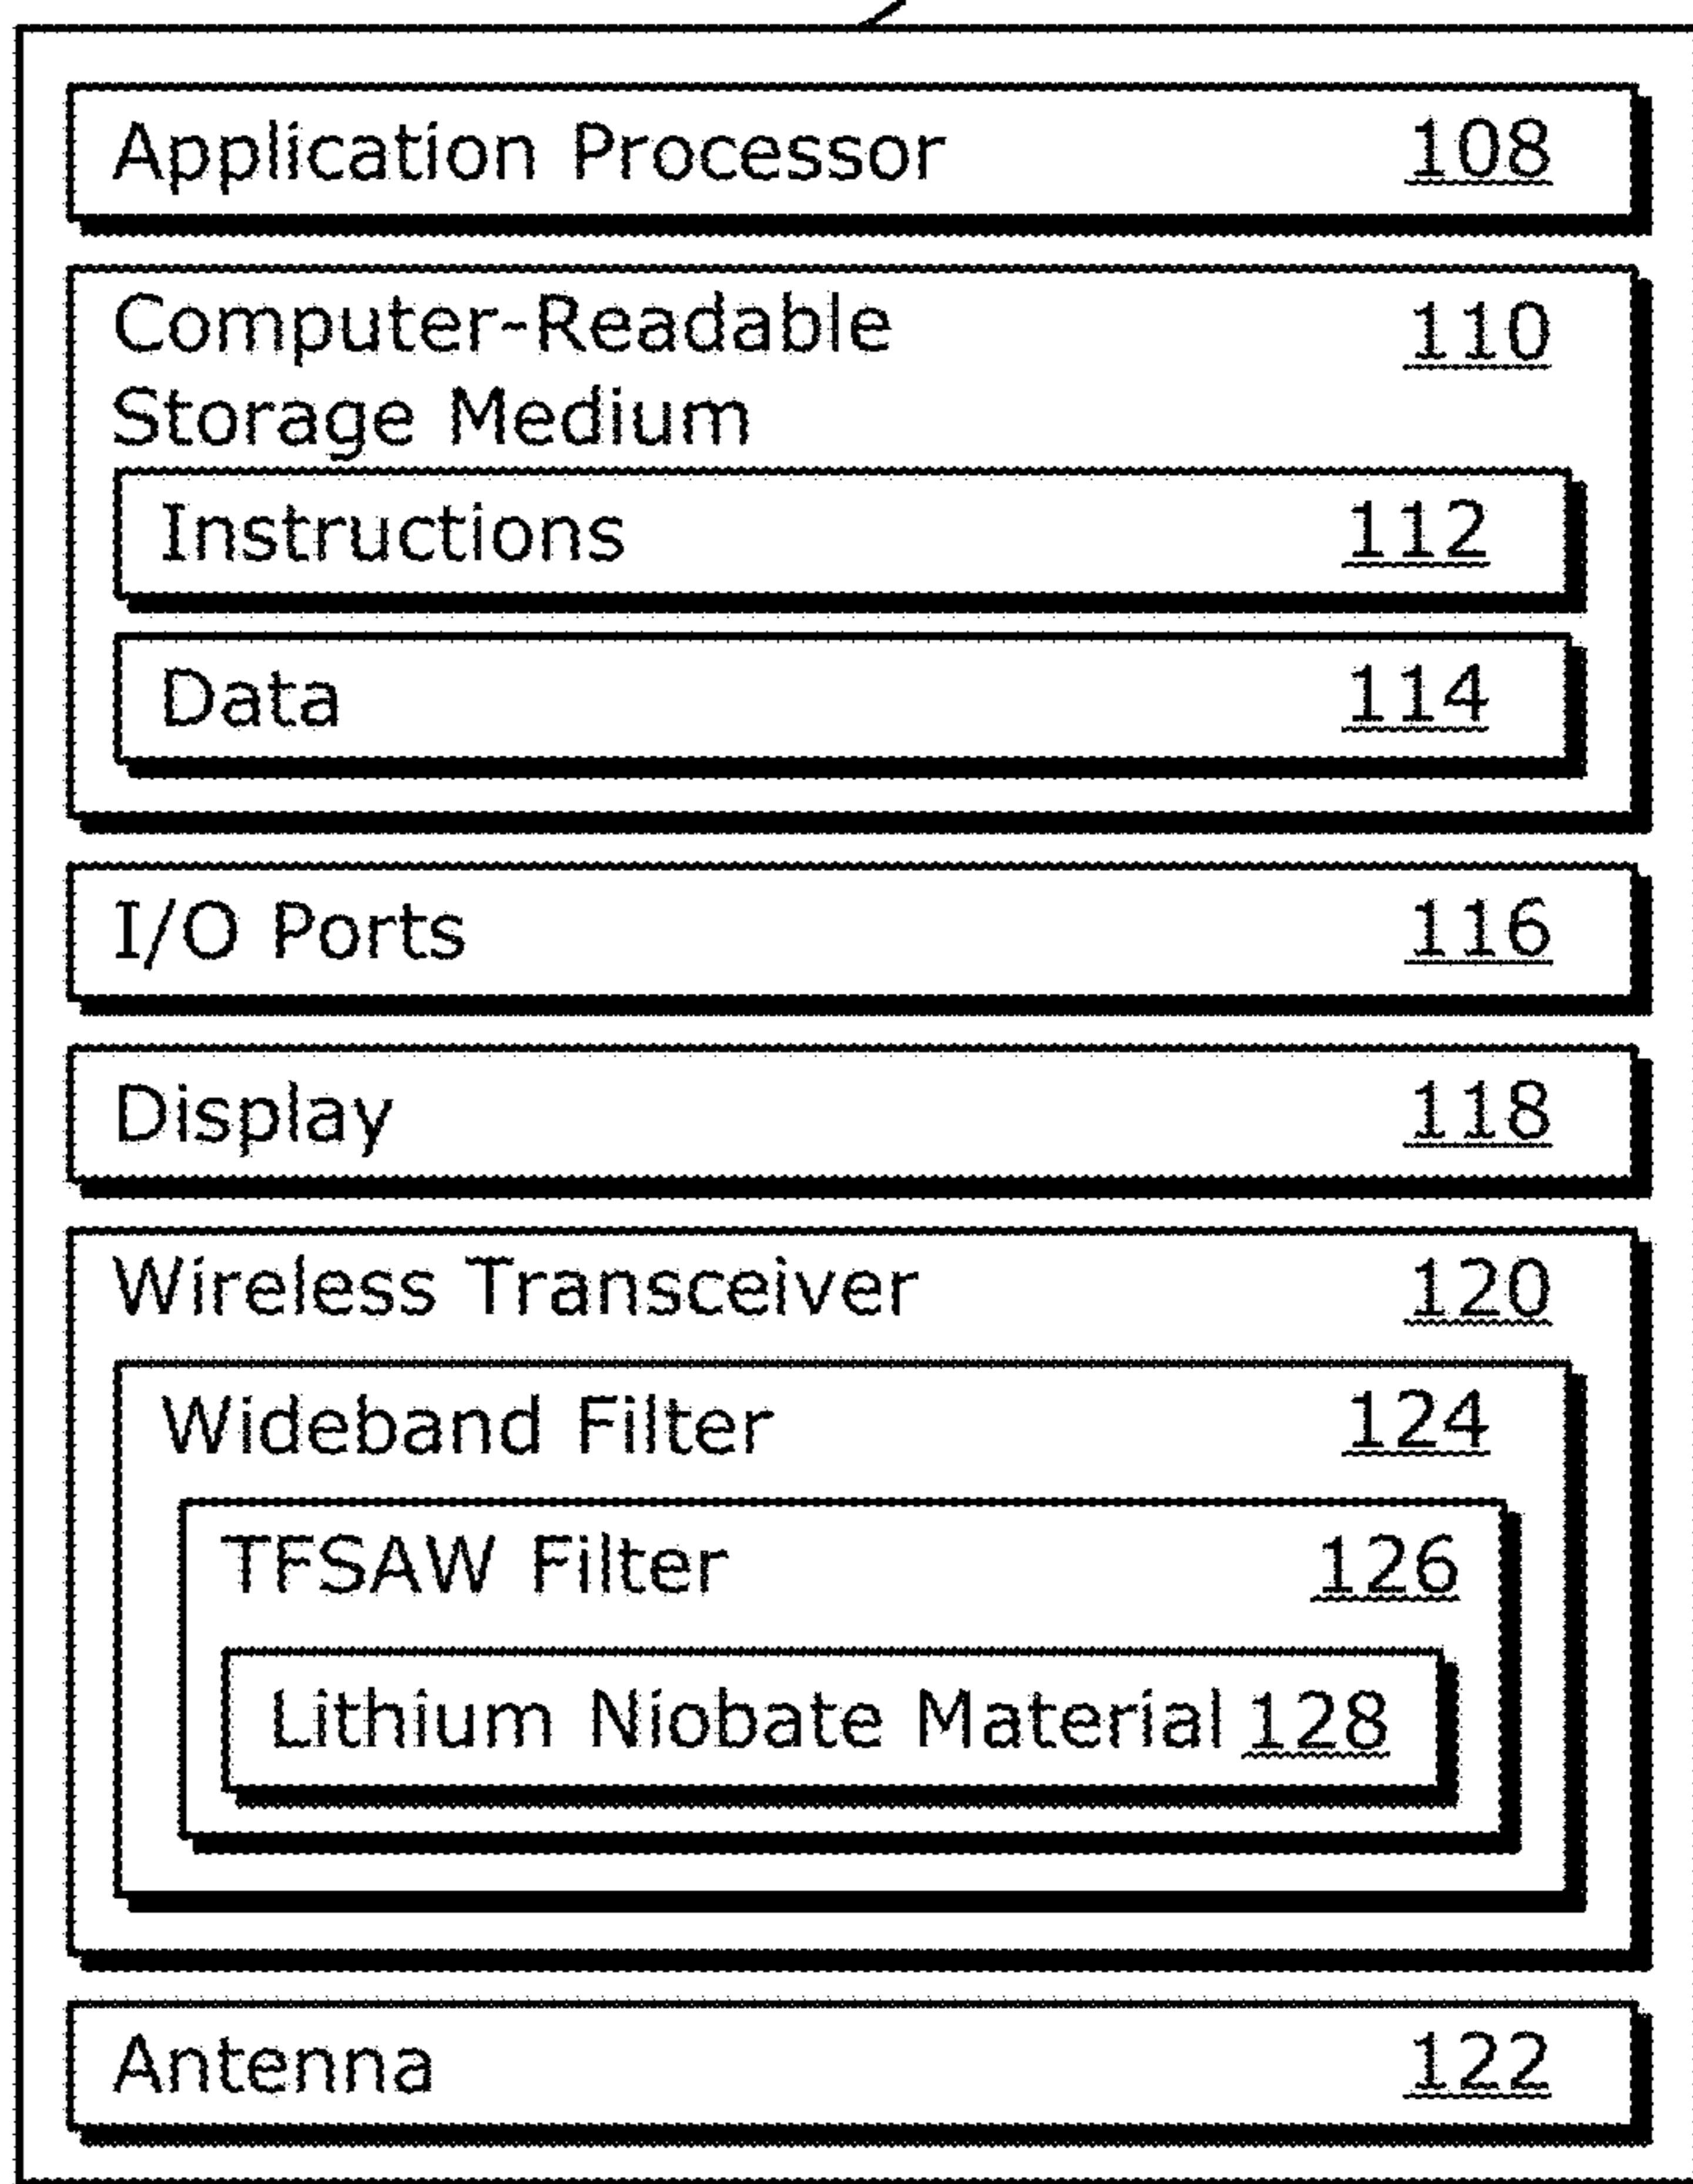 Application Processor 108
Computer-Readable 110
Storage Medium
Instructions 112
Data 114
I/O Ports 116
Display 118
Wireless Transceiver 120
Wideband Filter 124
TFSAW Filter 126
Lithium Niobate Material 128
Antenna 122